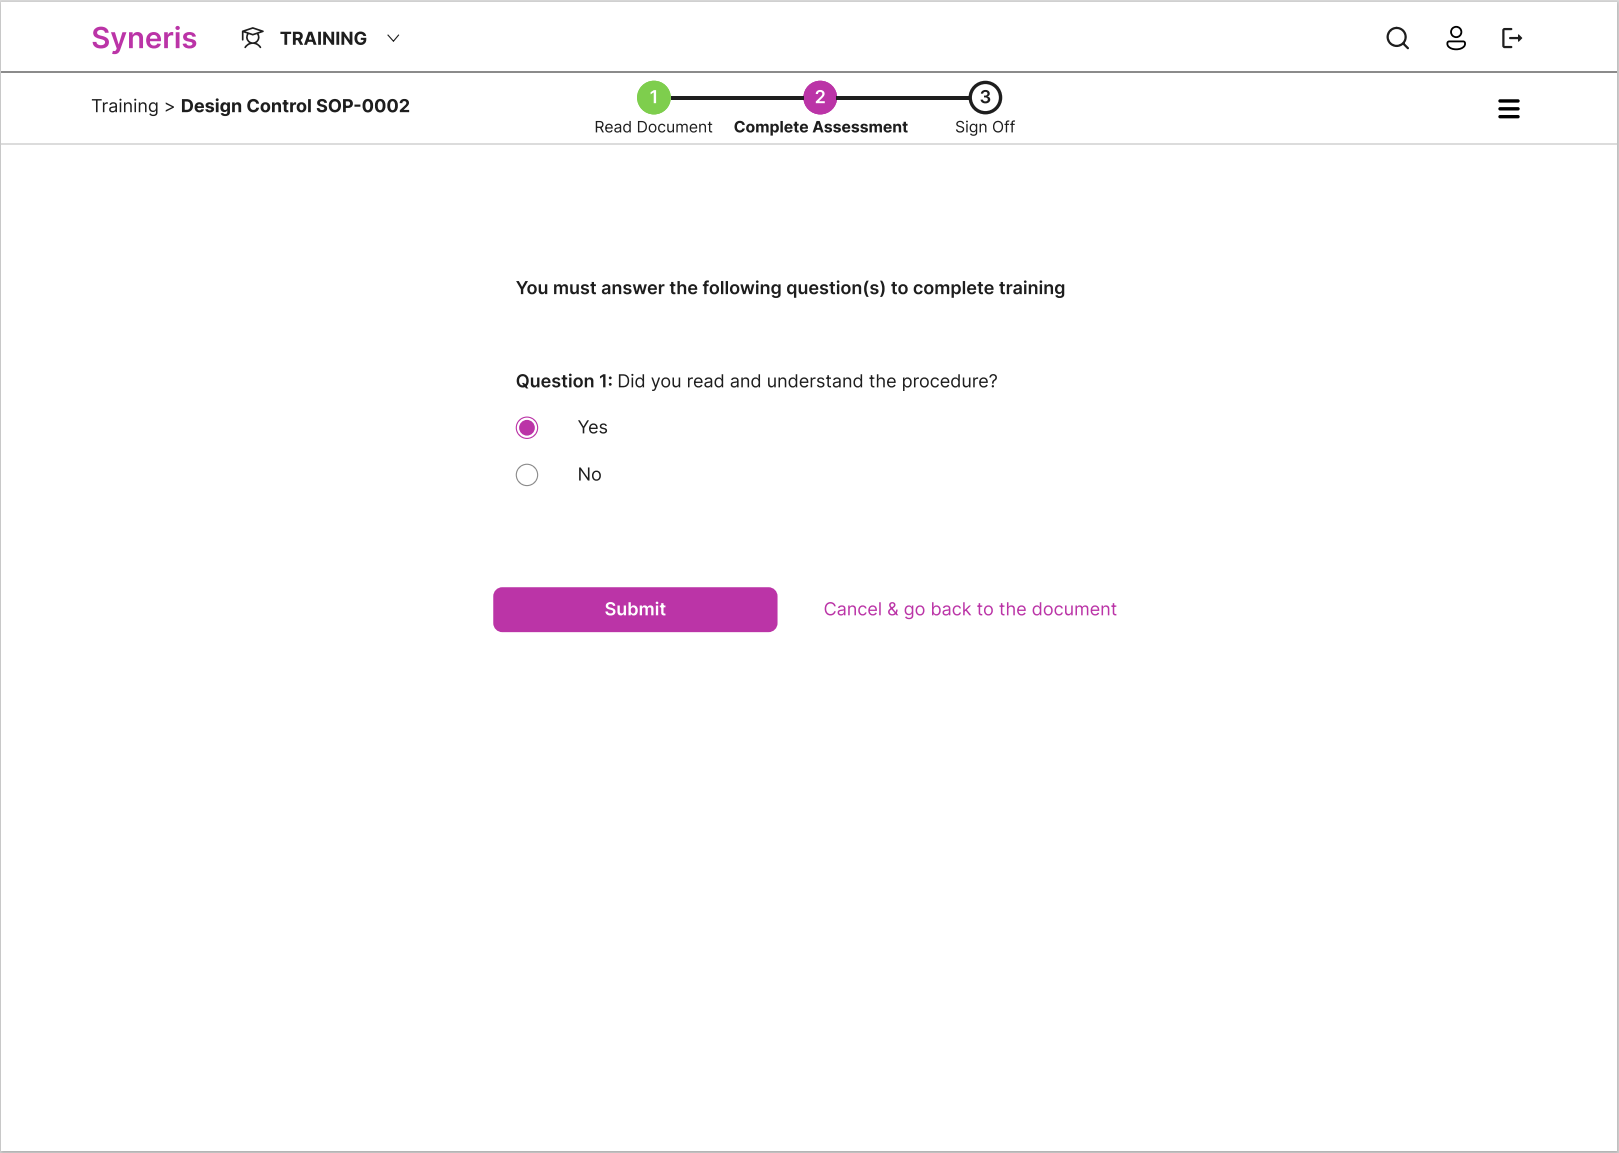 Syneris TRAINING
Training > Design Control SOP-0002
1 2 3
Read Document Complete Assessment Sign Off
You must answer the following question(s) to complete training
Question 1: Did you read and understand the procedure?
Yes
No
Submit Cancel & go back to the document